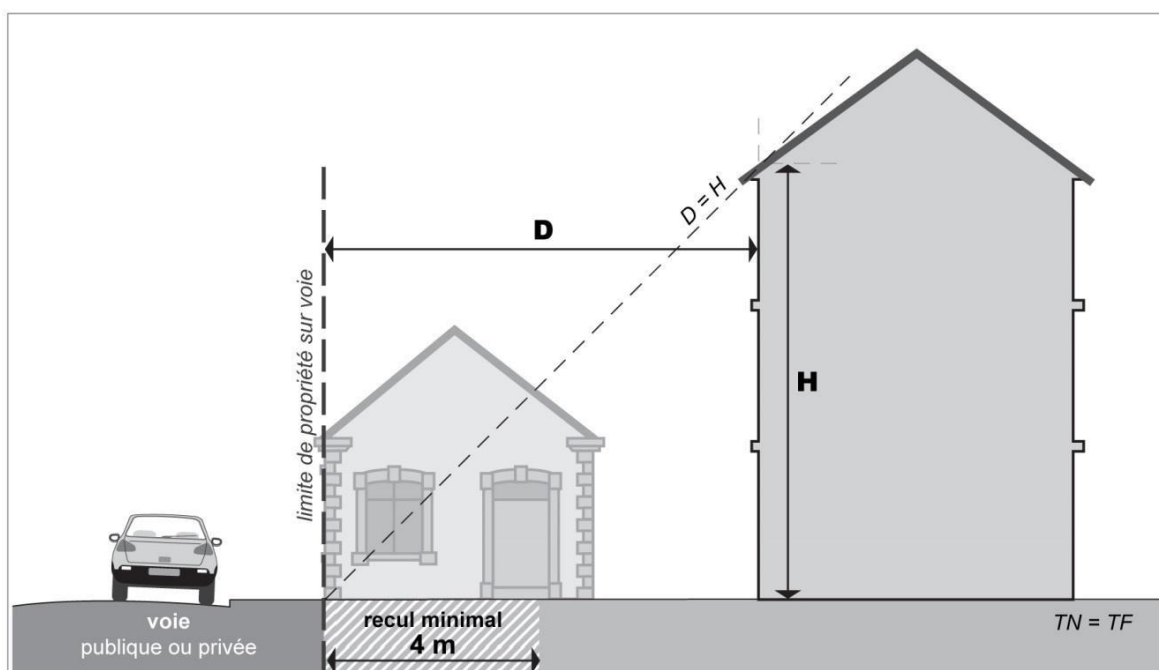 D = H
D
limite de propriété sur voie
H
recul minimal
4 m
voie
publique ou privée
TN = TF